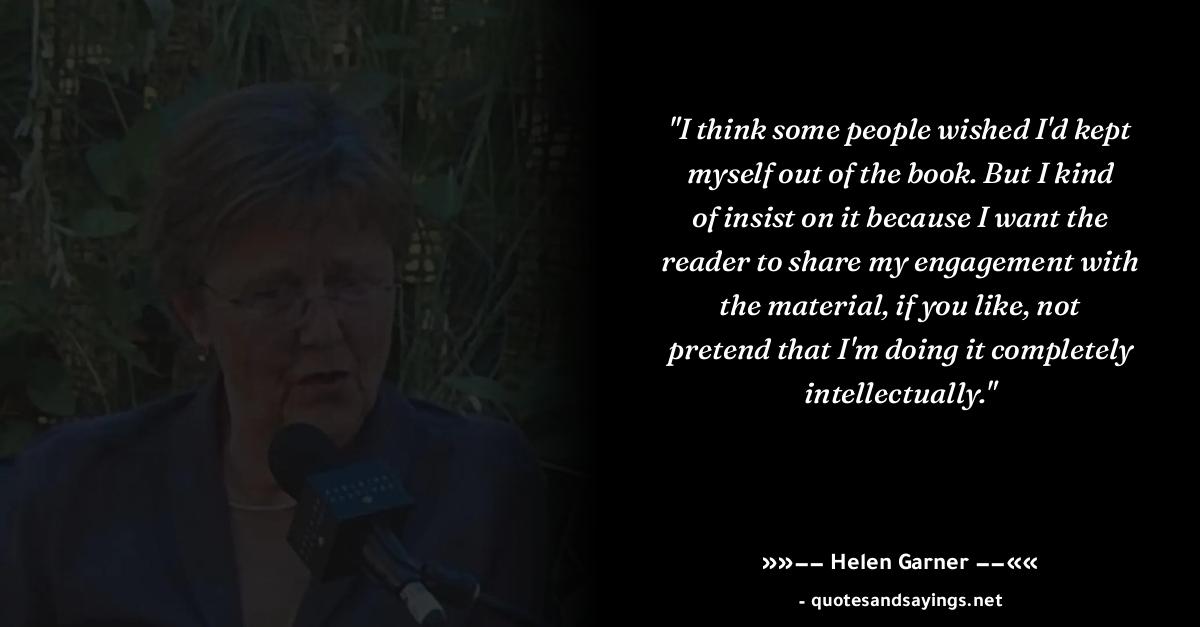 "I think some people wished I'd kept
myself out of the book. But I kind
of insist on it because I want the
reader to share my engagement with
the material, if you like, not
pretend that I'm doing it completely
intellectually."
»»−− Helen Garner −−««
- quotesandsayings.net